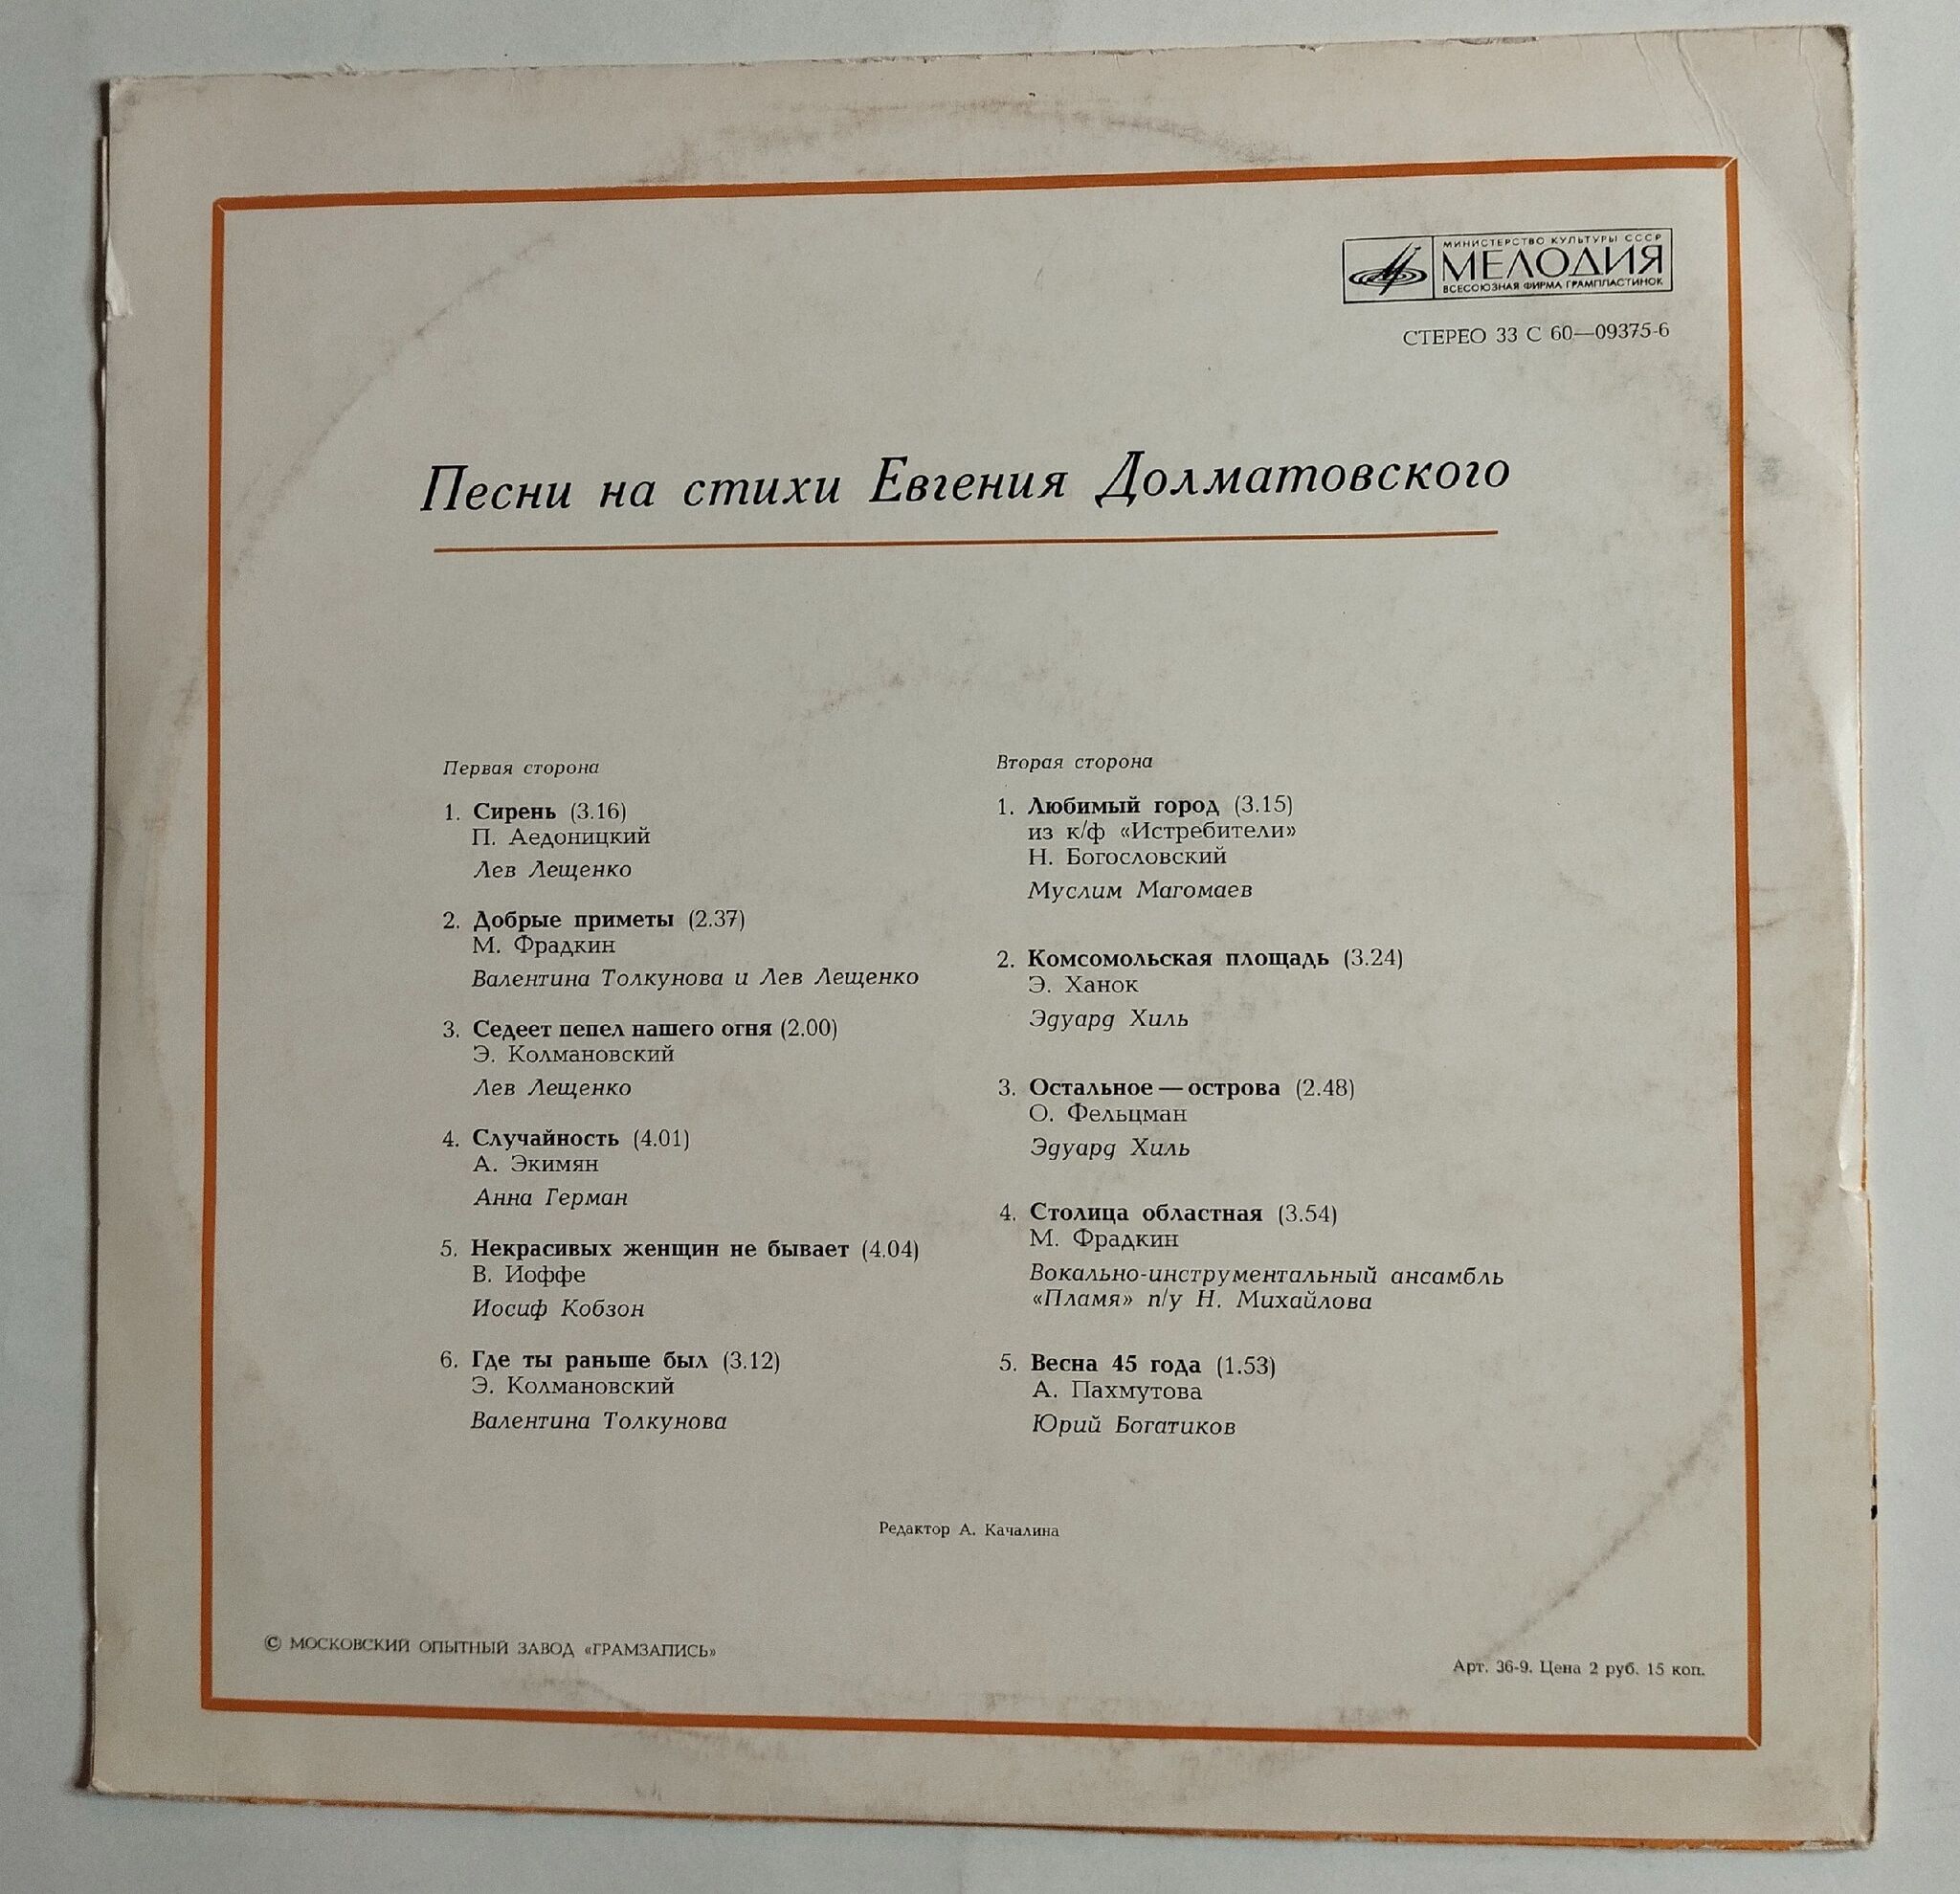 МИНИСТЕРСТВО КУЛЬТУРЫ СССР
МЕЛОДИЯ
ВСЕСОЮЗНАЯ ФИРМА ГРАМПЛАСТИНОК
СТЕРЕО 33 С 60—09375-6
Песни на стихи Евгения Долматовского
Первая сторона
1. Сирень (3.16)
П. Аедоницкий
Лев Лещенко
2. Добрые приметы (2.37)
М. Фрадкин
Валентина Толкунова и Лев Лещенко
3. Седеет пепел нашего огня (2.00)
Э. Колмановский
Лев Лещенко
4. Случайность (4.01)
А. Экимян
Анна Герман
5. Некрасивых женщин не бывает (4.04)
В. Иоффе
Иосиф Кобзон
6. Где ты раньше был (3.12)
Э. Колмановский
Валентина Толкунова
Вторая сторона
1. Любимый город (3.15)
из к/ф «Истребители»
Н. Богословский
Муслим Магомаев
2. Комсомольская площадь (3.24)
Э. Ханок
Эдуард Хиль
3. Остальное — острова (2.48)
О. Фельцман
Эдуард Хиль
4. Столица областная (3.54)
М. Фрадкин
Вокально-инструментальный ансамбль
«Пламя» п/у Н. Михайлова
5. Весна 45 года (1.53)
А. Пахмутова
Юрий Богатиков
Редактор А. Качалина
© МОСКОВСКИЙ ОПЫТНЫЙ ЗАВОД «ГРАМЗАПИСЬ»
Арт. 36-9. Цена 2 руб. 15 коп.